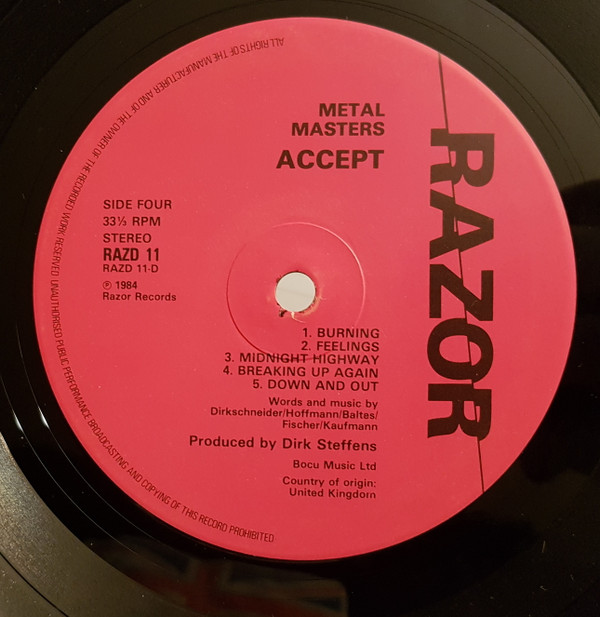 METAL
MASTERS
ACCEPT
RAZOR
SIDE FOUR
33⅓ RPM
STEREO
RAZD 11
RAZD 11-D
℗ 1984
Razor Records
1. BURNING
2. FEELINGS
3. MIDNIGHT HIGHWAY
4. BREAKING UP AGAIN
5. DOWN AND OUT
Words and music by
Dirkschneider/Hoffmann/Baltes/
Fischer/Kaufmann
Produced by Dirk Steffens
Bocu Music Ltd
Country of origin:
United Kingdom
ALL RIGHTS OF THE MANUFACTURER AND OF THE OWNER OF THE RECORDED WORK RESERVED UNAUTHORISED PUBLIC PERFORMANCE BROADCASTING AND COPYING OF THIS RECORD PROHIBITED